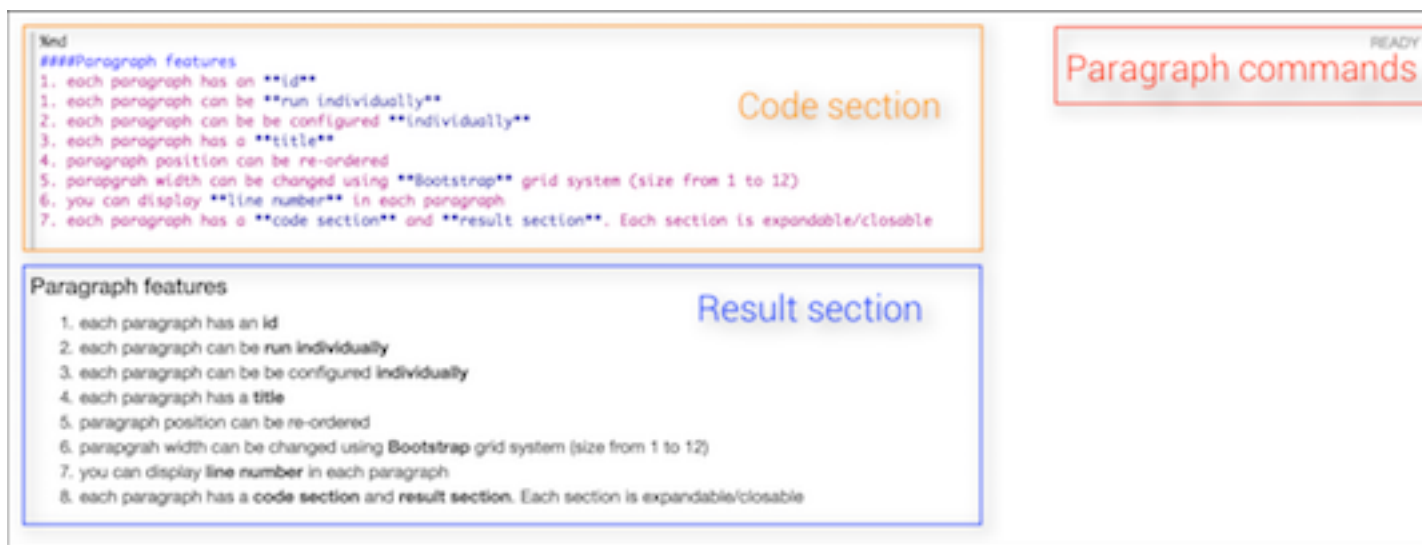 %md
####Paragraph features
1. each paragraph has an **id**
1. each paragraph can be **run individually**
2. each paragraph can be be configured **individually**
3. each paragraph has a **title**
4. paragraph position can be re-ordered
5. parapgrah width can be changed using **Bootstrap** grid system (size from 1 to 12)
6. you can display **line number** in each paragraph
7. each paragraph has a **code section** and **result section**. Each section is expandable/closable
Code section
READY
Paragraph commands
Paragraph features
1. each paragraph has an id
2. each paragraph can be run individually
3. each paragraph can be be configured individually
4. each paragraph has a title
5. paragraph position can be re-ordered
6. parapgrah width can be changed using Bootstrap grid system (size from 1 to 12)
7. you can display line number in each paragraph
8. each paragraph has a code section and result section. Each section is expandable/closable
Result section